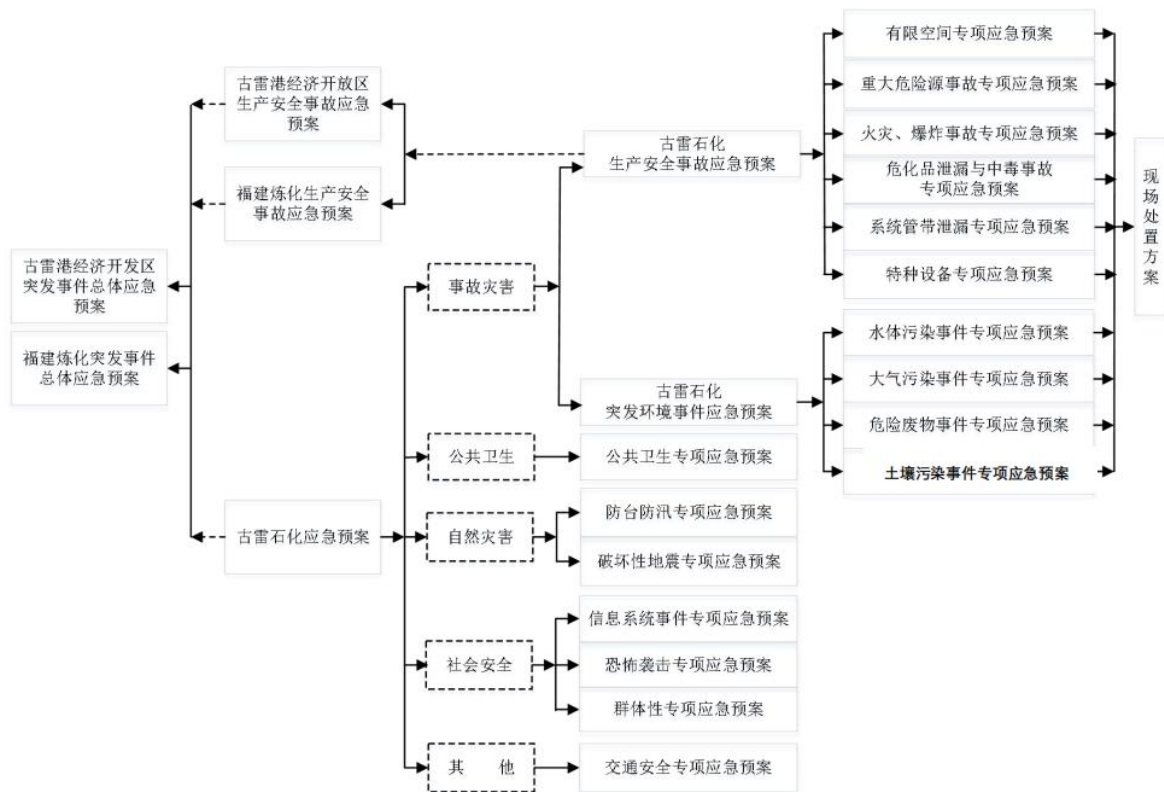 古雷港经济开发区
突发事件总体应急
预案
福建炼化突发事件
总体应急预案
古雷港经济开放区
生产安全事故应急
预案
福建炼化生产安全
事故应急预案
古雷石化应急预案
事故灾害
公共卫生
自然灾害
社会安全
其 他
古雷石化
生产安全事故应急预案
古雷石化
突发环境事件应急预案
公共卫生专项应急预案
防台防汛专项应急预案
破坏性地震专项应急预案
信息系统事件专项应急预案
恐怖袭击专项应急预案
群体性专项应急预案
交通安全专项应急预案
有限空间专项应急预案
重大危险源事故专项应急预案
火灾、爆炸事故专项应急预案
危化品泄漏与中毒事故
专项应急预案
系统管带泄漏专项应急预案
特种设备专项应急预案
水体污染事件专项应急预案
大气污染事件专项应急预案
危险废物事件专项应急预案
土壤污染事件专项应急预案
现场处置方案